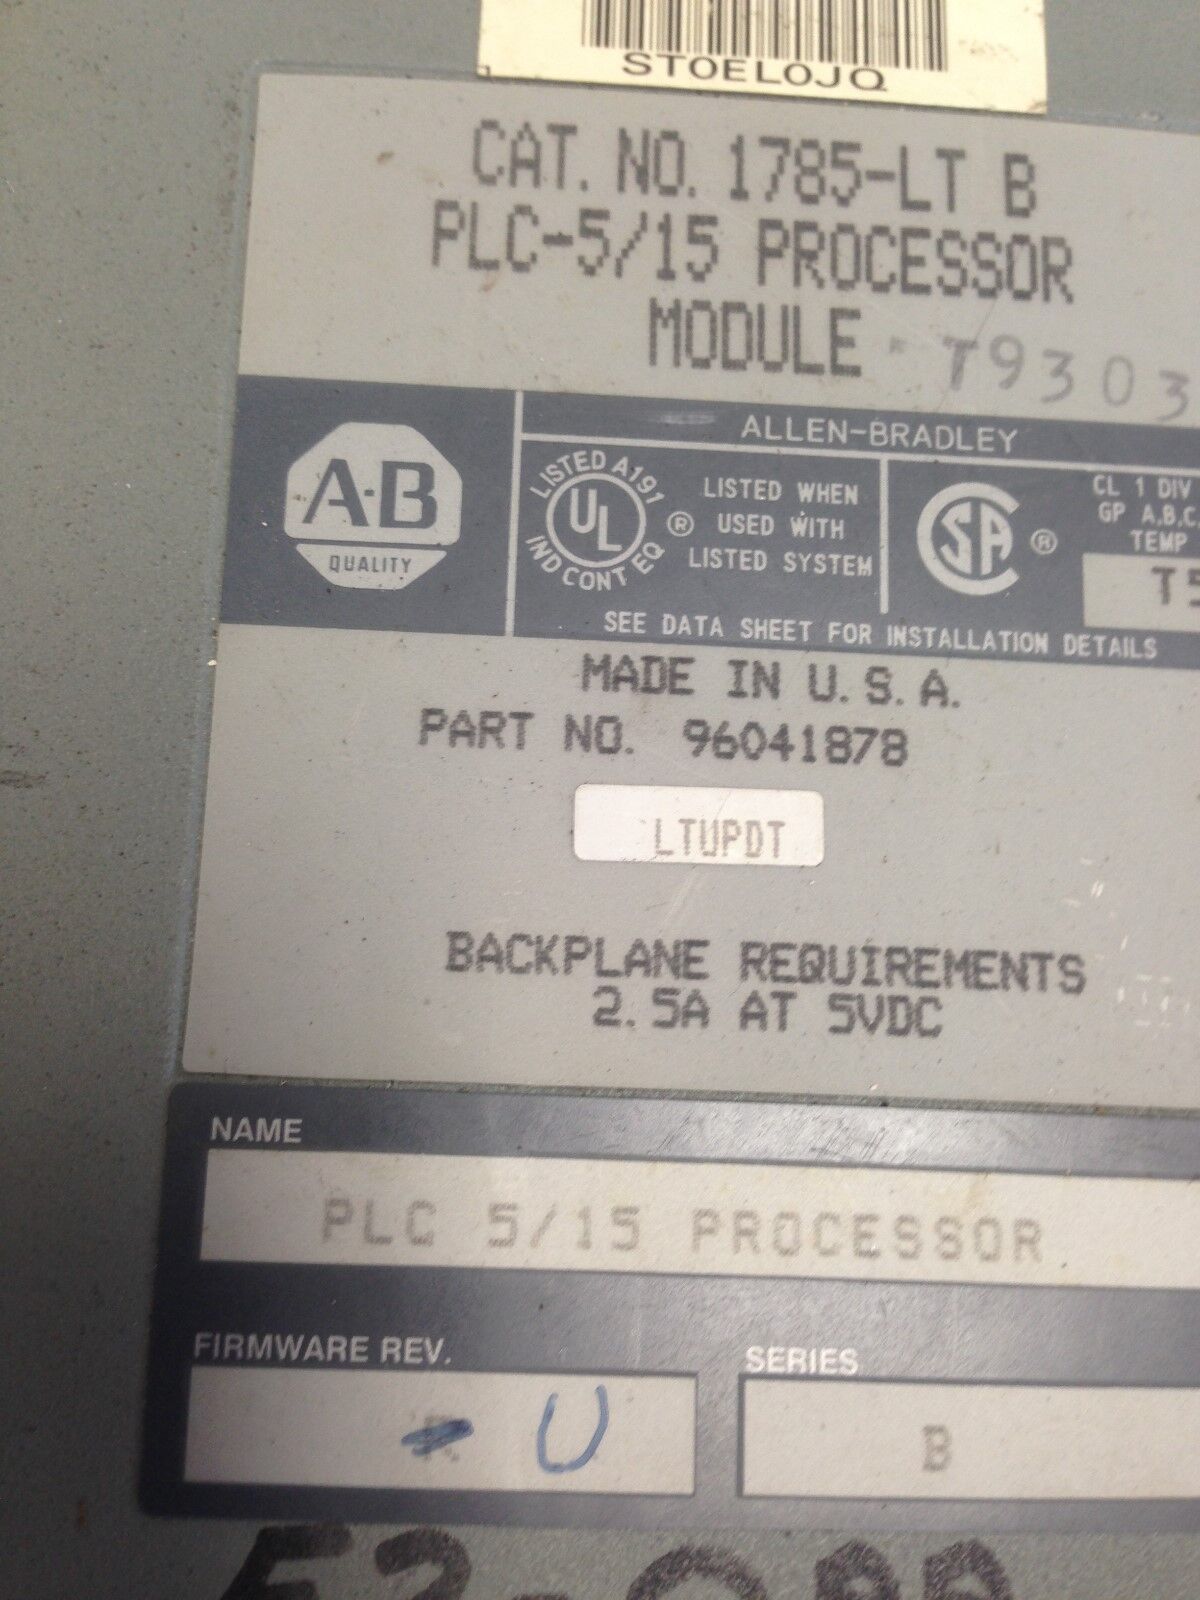 STOELOJQ
CAT. NO. 1785-LT B
PLC-5/15 PROCESSOR
MODULE T9303
ALLEN-BRADLEY
A-B
QUALITY
LISTED A191
UL
IND CONT EQ
®
LISTED WHEN
USED WITH
LISTED SYSTEM
SA
®
CL 1 DIV
GP A,B,C
TEMP
SEE DATA SHEET FOR INSTALLATION DETAILS
MADE IN U.S.A.
PART NO. 96041878
LTUPDT
BACKPLANE REQUIREMENTS
2.5A AT 5VDC
NAME
PLC 5/15 PROCESSOR
FIRMWARE REV.
U
SERIES
B